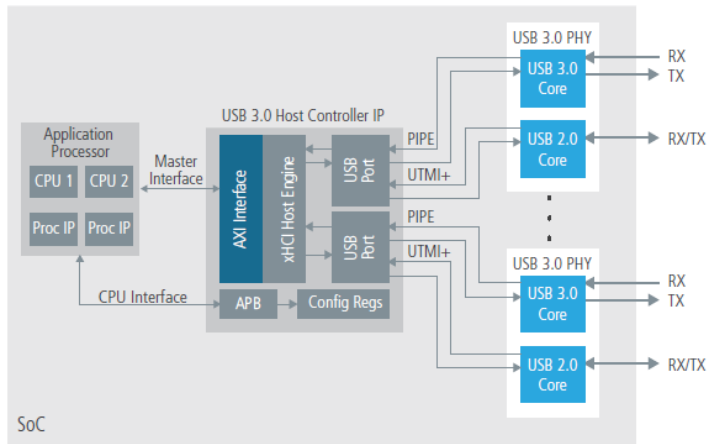 USB 3.0 PHY
USB 3.0
Core
RX
TX
USB 3.0 Host Controller IP
Application
Processor
CPU 1
CPU 2
Proc IP
Proc IP
Master
Interface
AXI Interface
xHCI Host Engine
USB
Port
PIPE
UTMI+
USB 2.0
Core
RX/TX
USB
Port
PIPE
UTMI+
USB 3.0 PHY
USB 3.0
Core
RX
TX
CPU Interface
APB
Config Regs
USB 2.0
Core
RX/TX
SoC